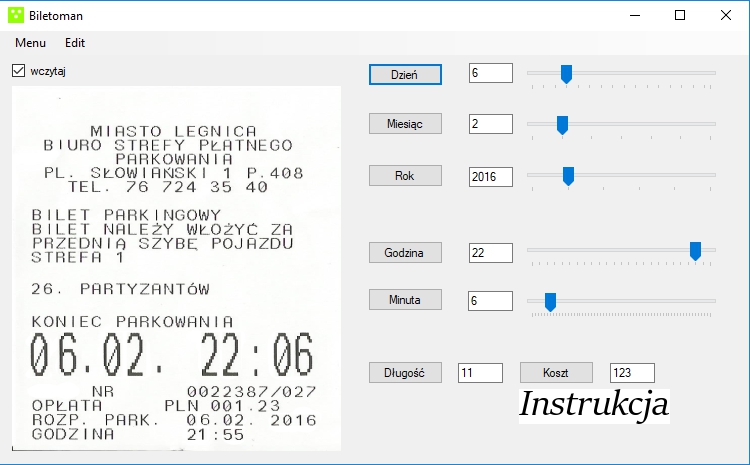 Biletoman
Menu Edit
wczytaj
MIASTO LEGNICA
BIURO STREFY PŁATNEGO
PARKOWANIA
PL. SŁOWIAŃSKI 1 P.408
TEL. 76 724 35 40
BILET PARKINGOWY
BILET NALEŻY WŁOŻYĆ ZA
PRZEDNIĄ SZYBĘ POJAZDU
STREFA 1
26. PARTYZANTÓW
KONIEC PARKOWANIA
06.02. 22:06
NR 0022387/027
OPŁATA PLN 001.23
ROZP. PARK. 06.02. 2016
GODZINA 21:55
Dzień 6
Miesiąc 2
Rok 2016
Godzina 22
Minuta 6
Długość 11 Koszt 123
Instrukcja